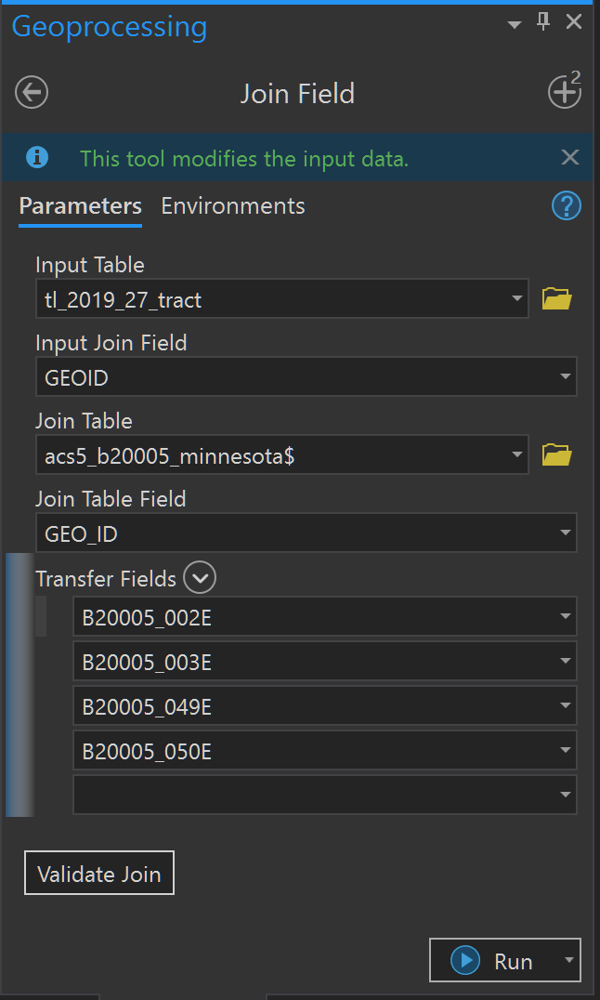 Geoprocessing
Join Field
2
This tool modifies the input data.
Parameters Environments
?
Input Table
tl_2019_27_tract
Input Join Field
GEOID
Join Table
acs5_b20005_minnesota$
Join Table Field
GEO_ID
Transfer Fields
B20005_002E
B20005_003E
B20005_049E
B20005_050E
Validate Join
Run